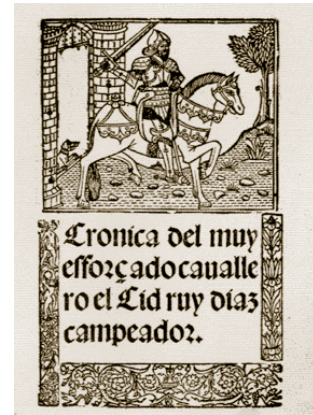 Cronica del muy
efforçado caualle
ro el Cid ruy diaz
campeador.